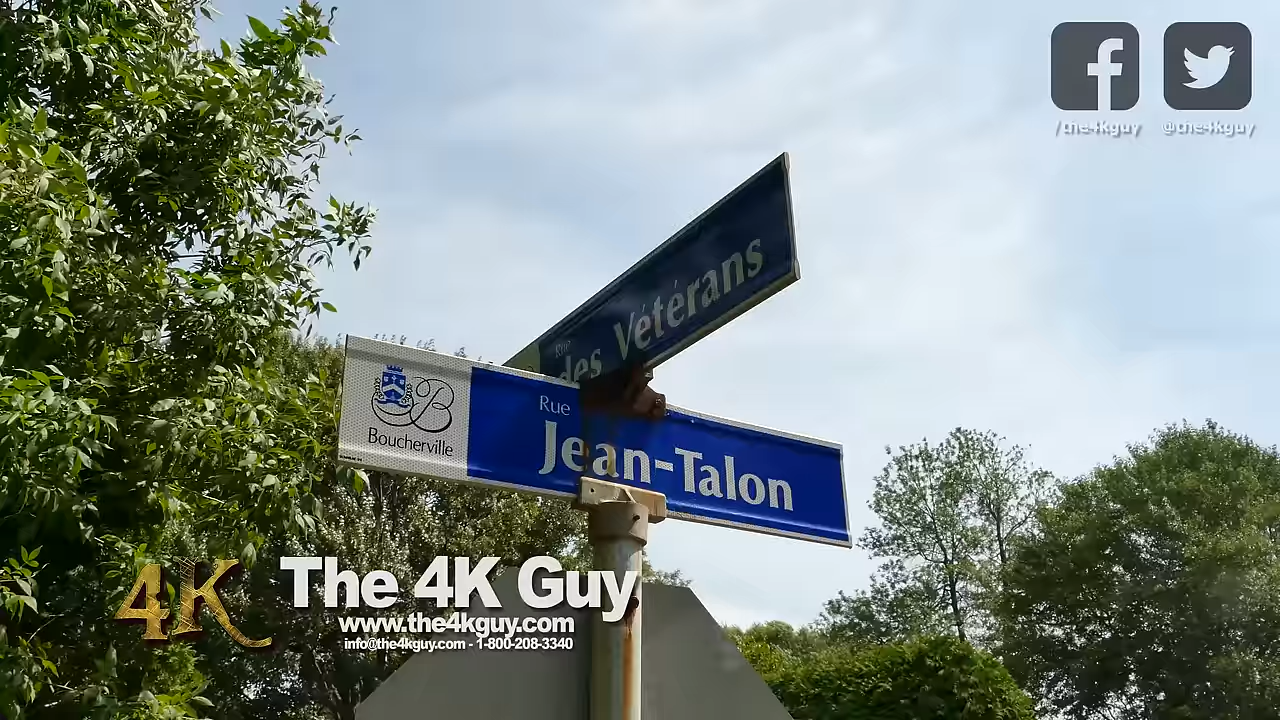 /the4kguy
@the4kguy
Rue
des Vétérans
Boucherville
Rue
Jean-Talon
4K
The 4K Guy
www.the4kguy.com
info@the4kguy.com - 1-800-208-3340